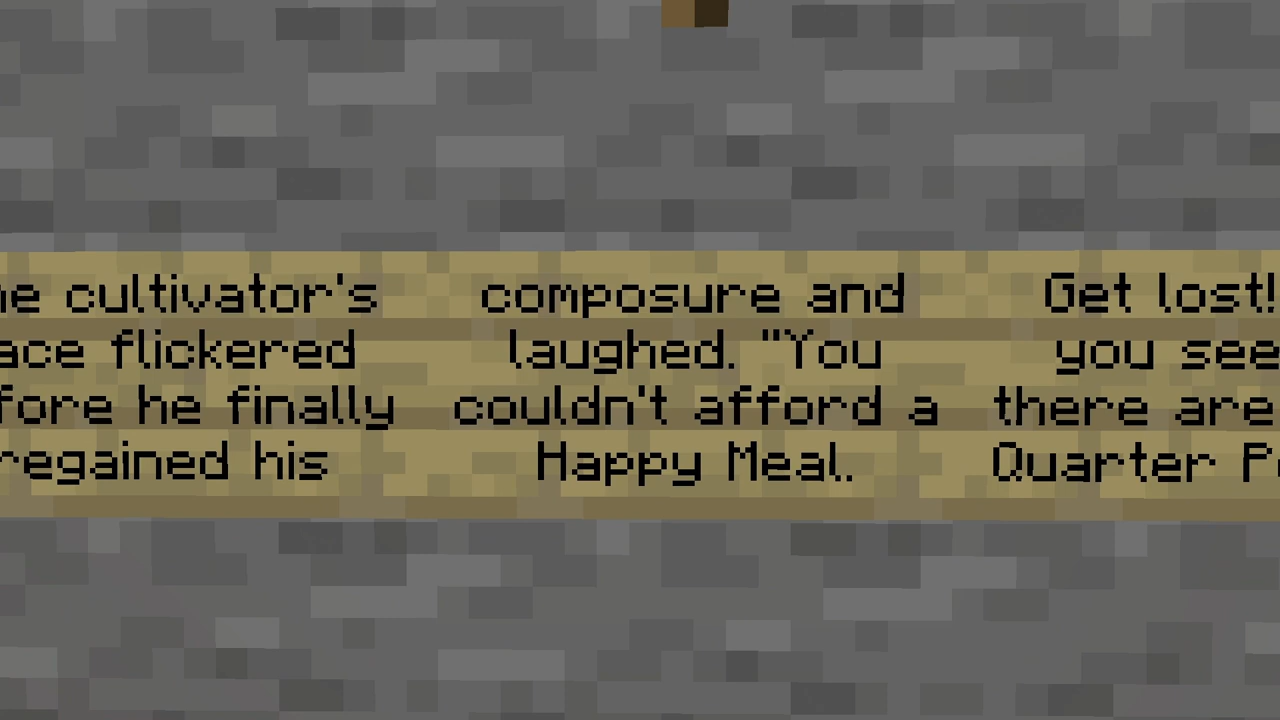 cultivator's
flickered
he finally
regained his
composure and
laughed. "You
couldn't afford a
Happy Meal.
Get lost!
you see
there are
Quarter